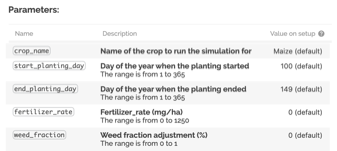 Parameters:
Name Description Value on setup
crop_name Name of the crop to run the simulation for Maize (default)
start_planting_day Day of the year when the planting started 100 (default)
The range is from 1 to 365
end_planting_day Day of the year when the planting ended 149 (default)
The range is from 1 to 365
fertilizer_rate Fertilizer_rate (mg/ha) 0 (default)
The range is from 0 to 1250
weed_fraction Weed fraction adjustment (%) 0 (default)
The range is from 0 to 1